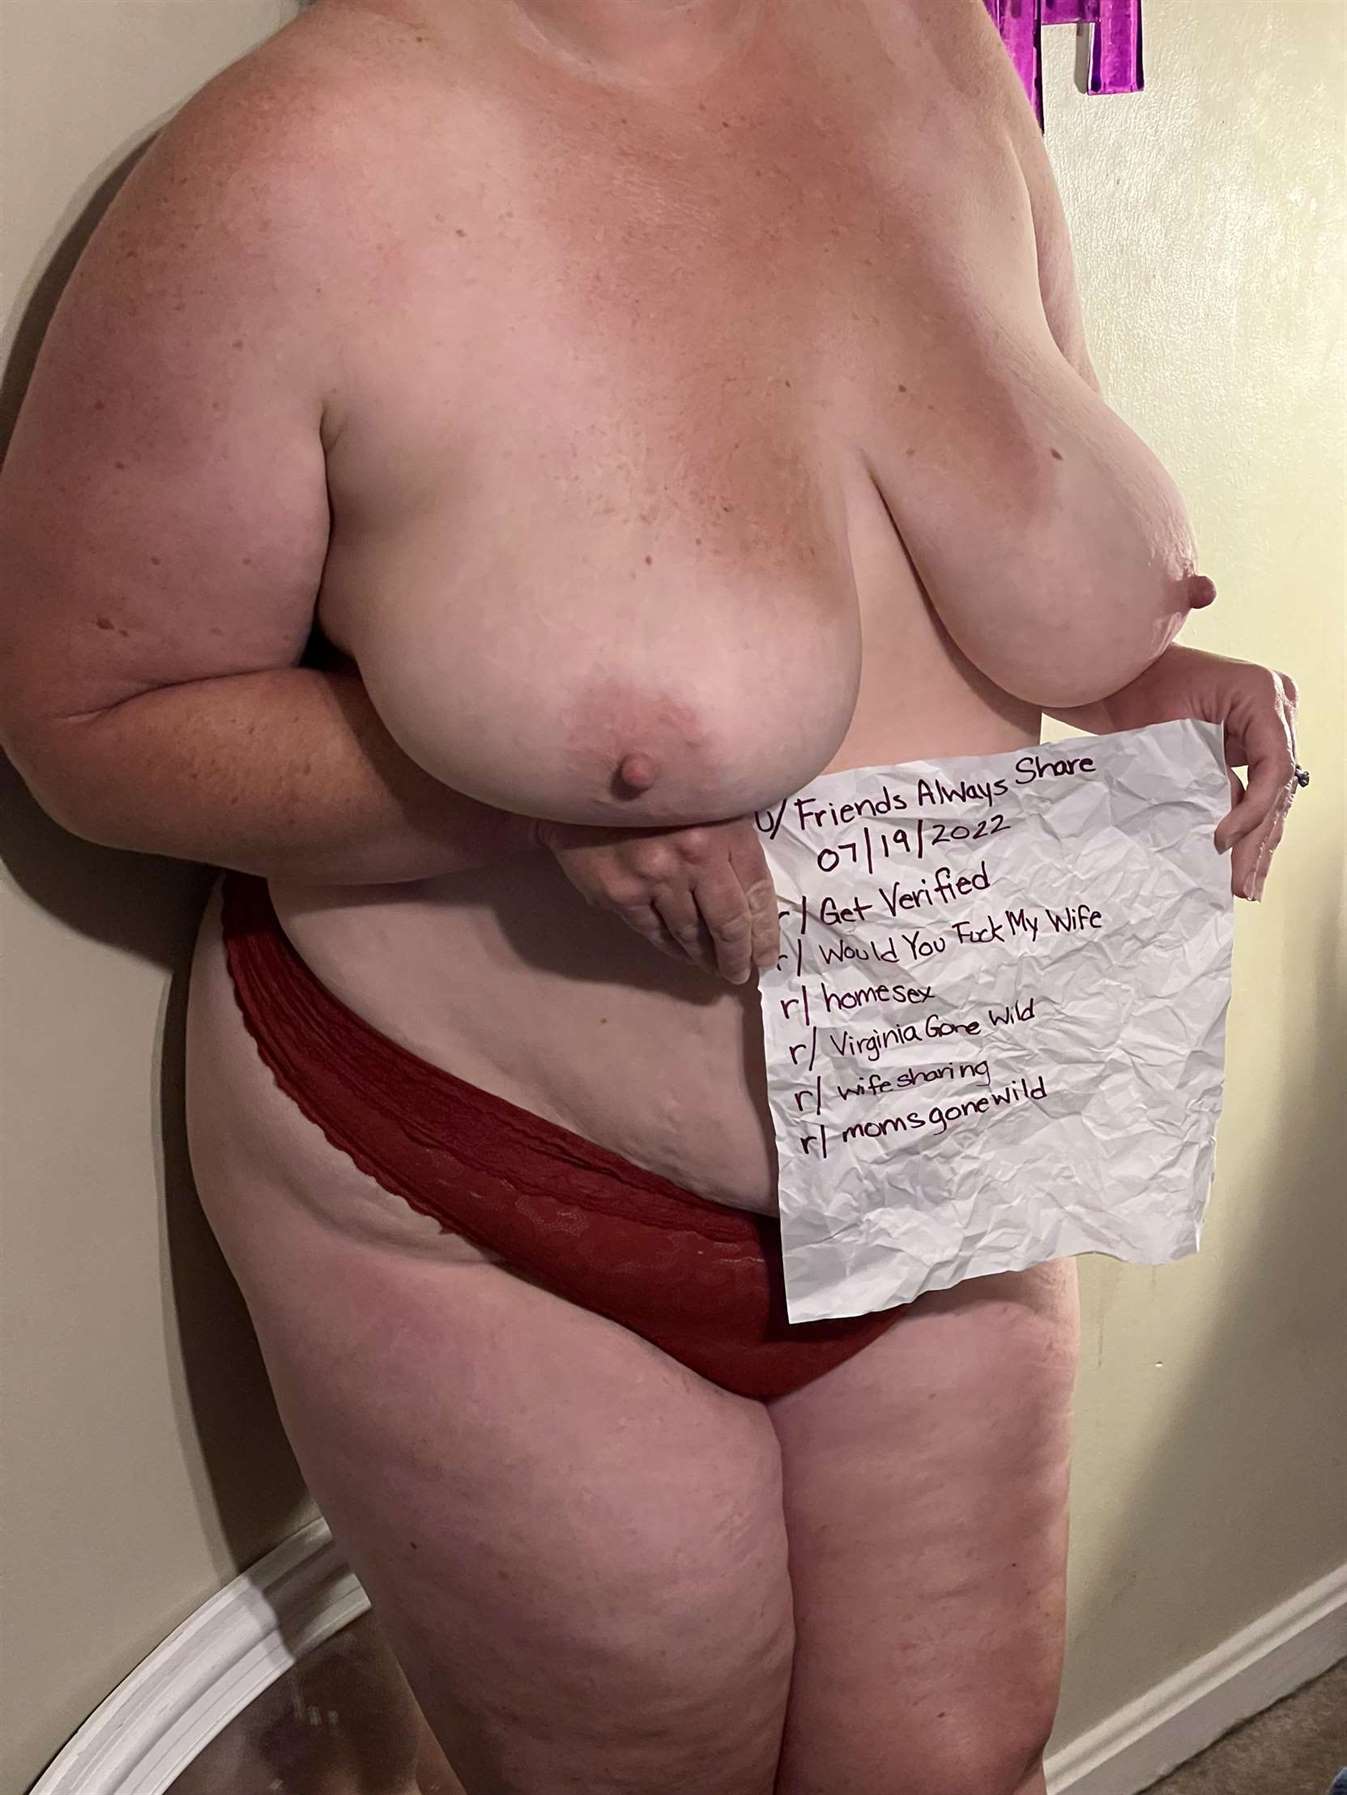 u/ Friends Always Share
07/19/2022
r/ Get Verified
r/ Would You Fuck My Wife
r/ homesex
r/ Virginia Gone Wild
r/ wifesharing
r/ momsgonewild